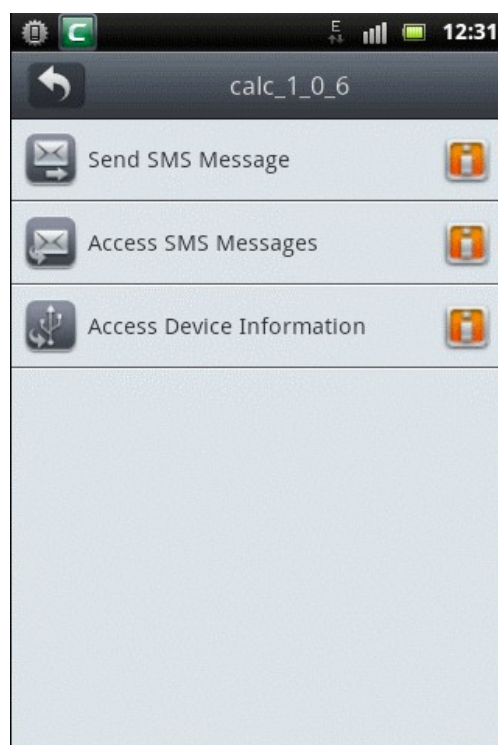 E
12:31
calc_1_0_6
Send SMS Message
Access SMS Messages
Access Device Information